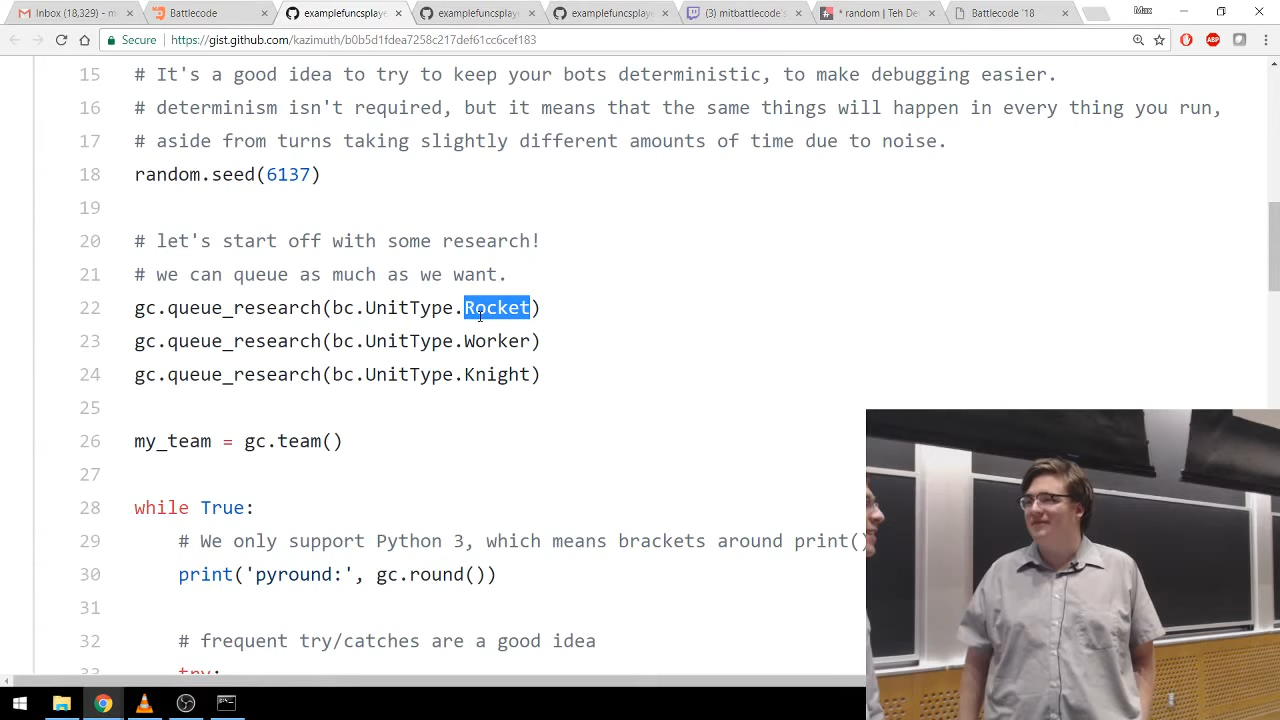 Inbox (18,329) - m
Battlecode
examplefuncsplaye
examplefuncsplaye
examplefuncsplaye
(3) mitbattlecode's
* random | Teh De
Battlecode '18
Max
Secure
https://gist.github.com/kazimuth/b0b5d1fdea7258c217def61cc6cef183
15 # It's a good idea to try to keep your bots deterministic, to make debugging easier.
16 # determinism isn't required, but it means that the same things will happen in every thing you run,
17 # aside from turns taking slightly different amounts of time due to noise.
18 random.seed(6137)
19
20 # let's start off with some research!
21 # we can queue as much as we want.
22 gc.queue_research(bc.UnitType.Rocket)
23 gc.queue_research(bc.UnitType.Worker)
24 gc.queue_research(bc.UnitType.Knight)
25
26 my_team = gc.team()
27
28 while True:
29 # We only support Python 3, which means brackets around print()
30 print('pyround:', gc.round())
31
32 # frequent try/catches are a good idea
33 try: